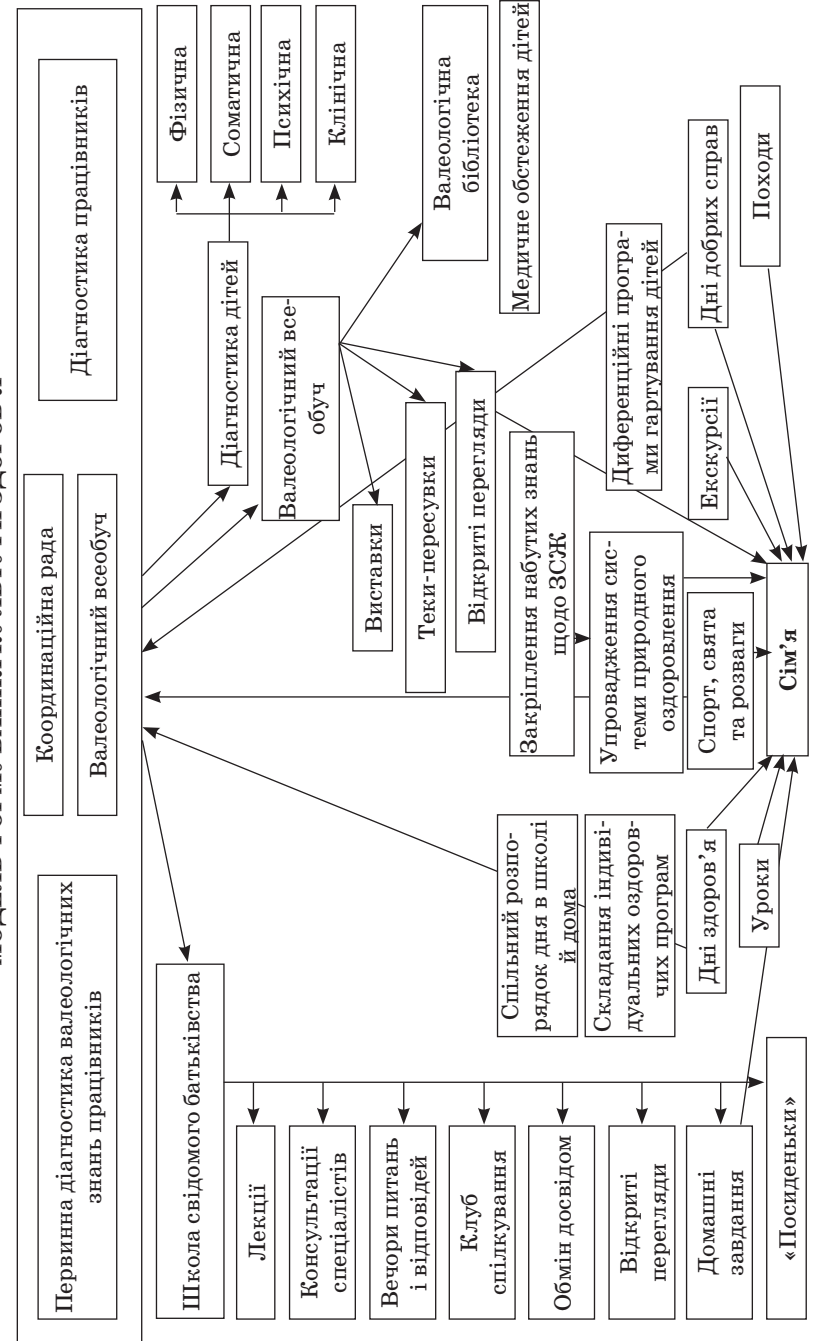 Первинна діагностика валеологічних
знань працівників
Координаційна рада
Валеологічний всеобуч
Діагностика працівників
Школа свідомого батьківства
Лекції
Консультації
спеціалістів
Вечори питань
і відповідей
Клуб
спілкування
Обмін досвідом
Відкриті
перегляди
Домашні
завдання
«Посиденьки»
Діагностика дітей
Фізична
Соматична
Психічна
Клінічна
Валеологічний все-
обуч
Виставки
Теки-пересувки
Відкриті перегляди
Валеологічна
бібліотека
Медичне обстеження дітей
Спільний розпо-
рядок дня в школі
й дома
Складання індиві-
дуальних оздоров-
чих програм
Дні здоров’я
Уроки
Закріплення набутих знань
щодо ЗСЖ
Упровадження сис-
теми природного
оздоровлення
Спорт, свята
та розваги
Сім’я
Диференційні програ-
ми гартування дітей
Екскурсії
Дні добрих справ
Походи